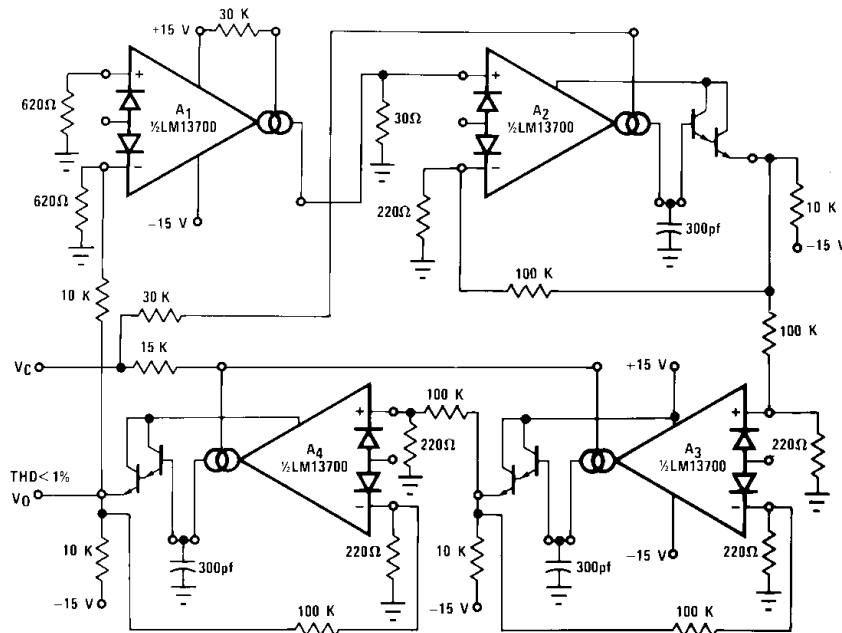 30 K
+15 V
620Ω
+
A1
½LM13700
−
620Ω
−15 V
30Ω
+
A2
½LM13700
−
220Ω
300pf
10 K
−15 V
100 K
10 K
30 K
100 K
VC
15 K
+15 V
100 K
+
A4
½LM13700
−
220Ω
+
A3
½LM13700
−
220Ω
THD<1%
VO
10 K
−15 V
300pf
220Ω
10 K
−15 V
300pf
−15 V
220Ω
100 K
100 K